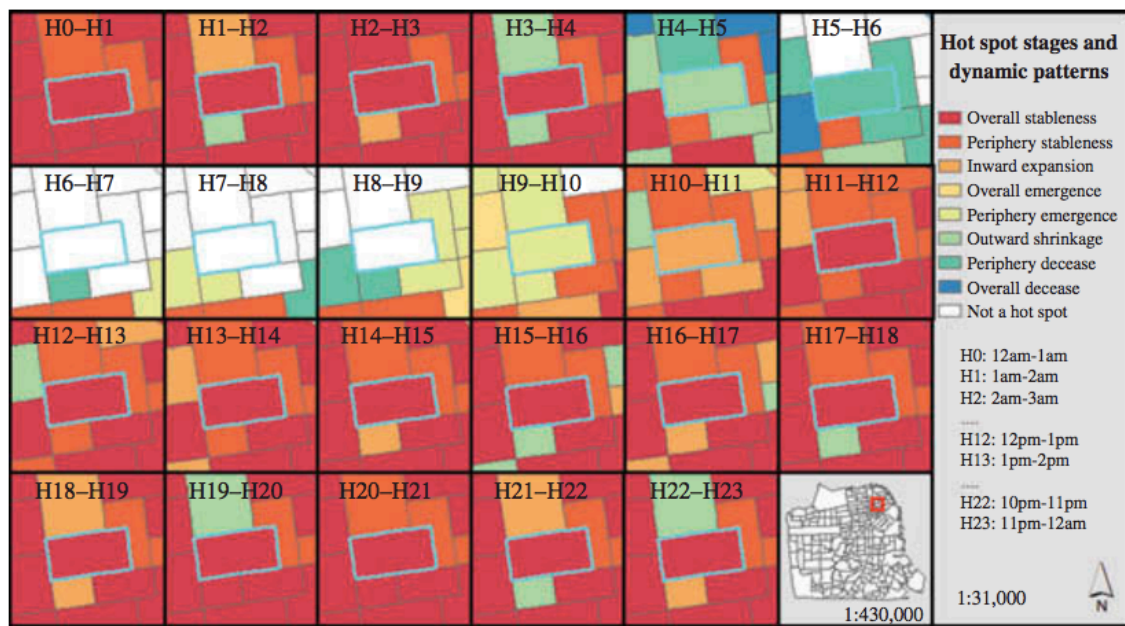 H0–H1 H1–H2 H2–H3 H3–H4 H4–H5 H5–H6
Hot spot stages and
dynamic patterns
Overall stableness
Periphery stableness
Inward expansion
Overall emergence
Periphery emergence
Outward shrinkage
Periphery decease
Overall decease
Not a hot spot
H6–H7 H7–H8 H8–H9 H9–H10 H10–H11 H11–H12
H12–H13 H13–H14 H14–H15 H15–H16 H16–H17 H17–H18
H0: 12am-1am
H1: 1am-2am
H2: 2am-3am
....
H12: 12pm-1pm
H13: 1pm-2pm
....
H22: 10pm-11pm
H23: 11pm-12am
H18–H19 H19–H20 H20–H21 H21–H22 H22–H23
1:430,000
1:31,000
N